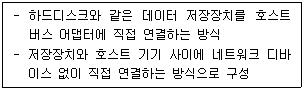 - 하드디스크와 같은 데이터 저장장치를 호스트
버스 어댑터에 직접 연결하는 방식
- 저장장치와 호스트 기기 사이에 네트워크 디바
이스 없이 직접 연결하는 방식으로 구성